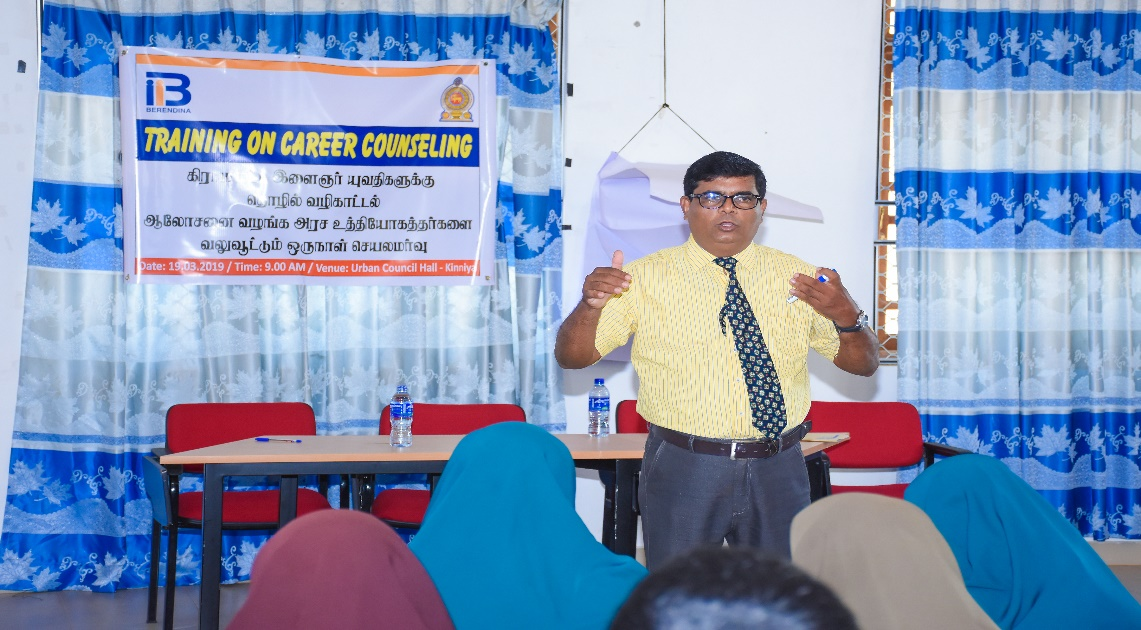 BERENDINA
TRAINING ON CAREER COUNSELING
இளைஞர் யுவதிகளுக்கு
வழிகாட்டல்
ஆலோசனை வழங்க அரச உத்தியோகத்தர்களை
வலுவூட்டும் ஒருநாள் செயலமர்வு
Date: 19.03.2019 / Time: 9.00 AM / Venue: Urban Council Hall - Kinniya